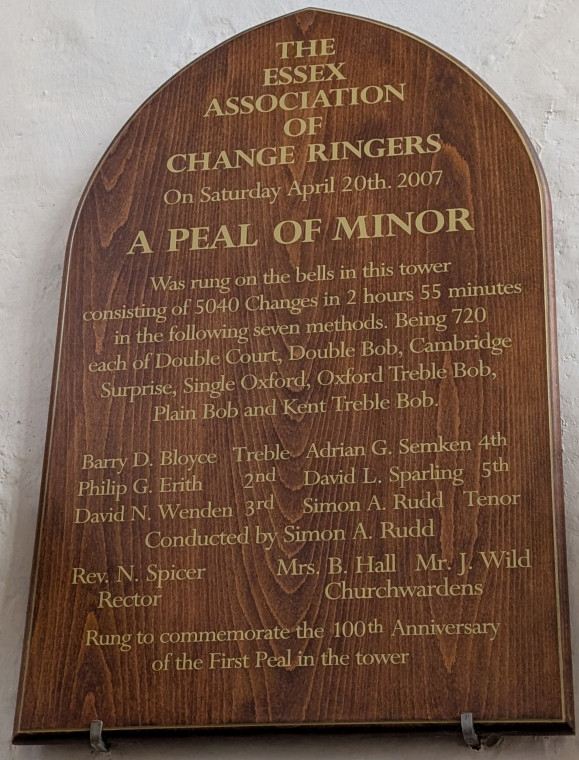 THE
ESSEX
ASSOCIATION
OF
CHANGE RINGERS
On Saturday April 20th. 2007
A PEAL OF MINOR
Was rung on the bells in this tower
consisting of 5040 Changes in 2 hours 55 minutes
in the following seven methods. Being 720
each of Double Court, Double Bob, Cambridge
Surprise, Single Oxford, Oxford Treble Bob,
Plain Bob and Kent Treble Bob.
Barry D. Bloyce Treble Adrian G. Semken 4th
Philip G. Erith 2nd David L. Sparling 5th
David N. Wenden 3rd Simon A. Rudd Tenor
Conducted by Simon A. Rudd
Rev. N. Spicer Mrs. B. Hall Mr. J. Wild
Rector Churchwardens
Rung to commemorate the 100th Anniversary
of the First Peal in the tower